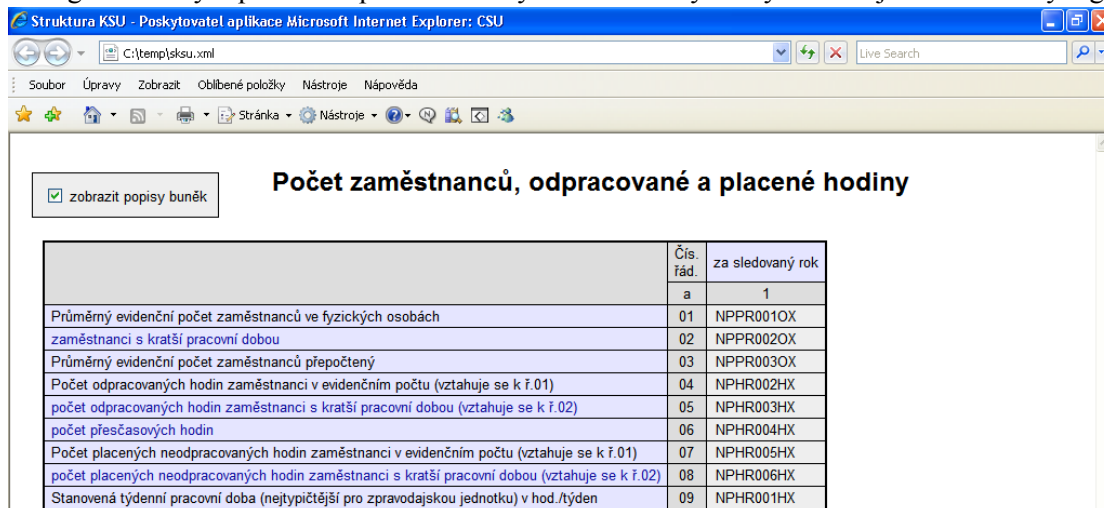 Struktura KSU - Poskytovatel aplikace Microsoft Internet Explorer: CSU
C:\temp\sksu.xml
Live Search
Soubor Úpravy Zobrazit Oblíbené položky Nástroje Nápověda
Stránka Nástroje
zobrazit popisy buněk
Počet zaměstnanců, odpracované a placené hodiny
Čís. řád. za sledovaný rok
a 1
Průměrný evidenční počet zaměstnanců ve fyzických osobách 01 NPPR001OX
zaměstnanci s kratší pracovní dobou 02 NPPR002OX
Průměrný evidenční počet zaměstnanců přepočtený 03 NPPR003OX
Počet odpracovaných hodin zaměstnanci v evidenčním počtu (vztahuje se k ř.01) 04 NPHR002HX
počet odpracovaných hodin zaměstnanci s kratší pracovní dobou (vztahuje se k ř.02) 05 NPHR003HX
počet přesčasových hodin 06 NPHR004HX
Počet placených neodpracovaných hodin zaměstnanci v evidenčním počtu (vztahuje se k ř.01) 07 NPHR005HX
počet placených neodpracovaných hodin zaměstnanci s kratší pracovní dobou (vztahuje se k ř.02) 08 NPHR006HX
Stanovená týdenní pracovní doba (nejtypičtější pro zpravodajskou jednotku) v hod./týden 09 NPHR001HX